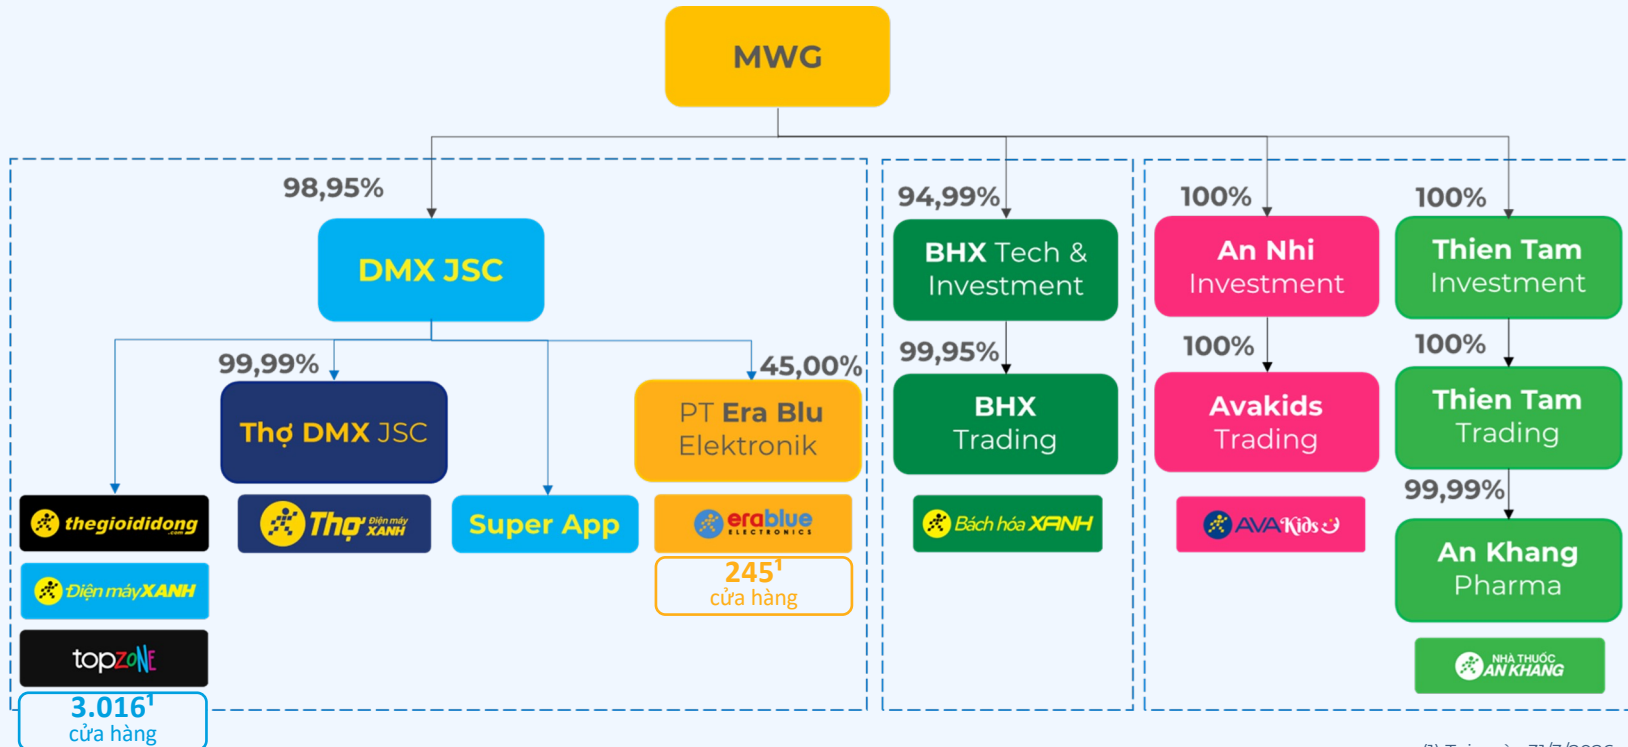 MWG
98,95%
94,99%
100%
100%
DMX JSC
BHX Tech &
Investment
An Nhi
Investment
Thien Tam
Investment
99,99%
45,00%
99,95%
100%
100%
Thợ DMX JSC
PT Era Blu
Elektronik
BHX
Trading
Avakids
Trading
Thien Tam
Trading
99,99%
thegioididong
.com
Thợ Điện máy
XANH
Super App
erablue
ELECTRONICS
Bách hóa XANH
AVAKids
An Khang
Pharma
245¹
cửa hàng
Điện máy XANH
topzone
NHÀ THUỐC
AN KHANG
3.016¹
cửa hàng